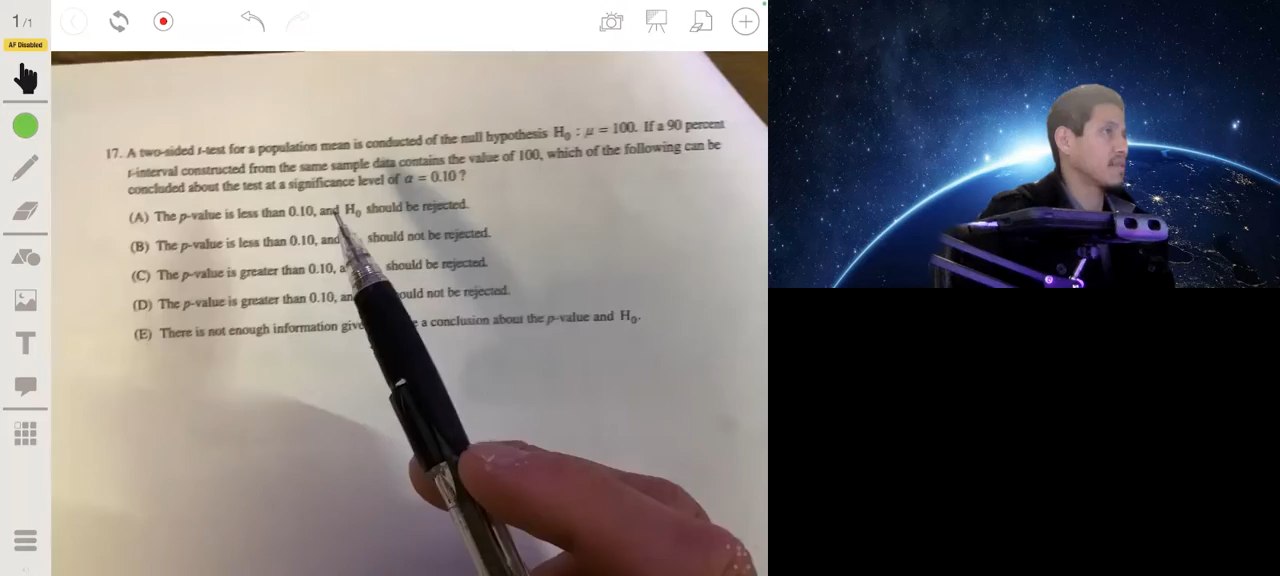 1/1
AF Disabled
17. A two-sided t-test for a population mean is conducted of the null hypothesis H₀ : μ = 100. If a 90 percent
t-interval constructed from the same sample data contains the value of 100, which of the following can be
concluded about the test at a significance level of α = 0.10 ?
(A) The p-value is less than 0.10, and H₀ should be rejected.
(B) The p-value is less than 0.10, and should not be rejected.
(C) The p-value is greater than 0.10, should be rejected.
(D) The p-value is greater than 0.10, not be rejected.
(E) There is not enough information a conclusion about the p-value and H₀.
T